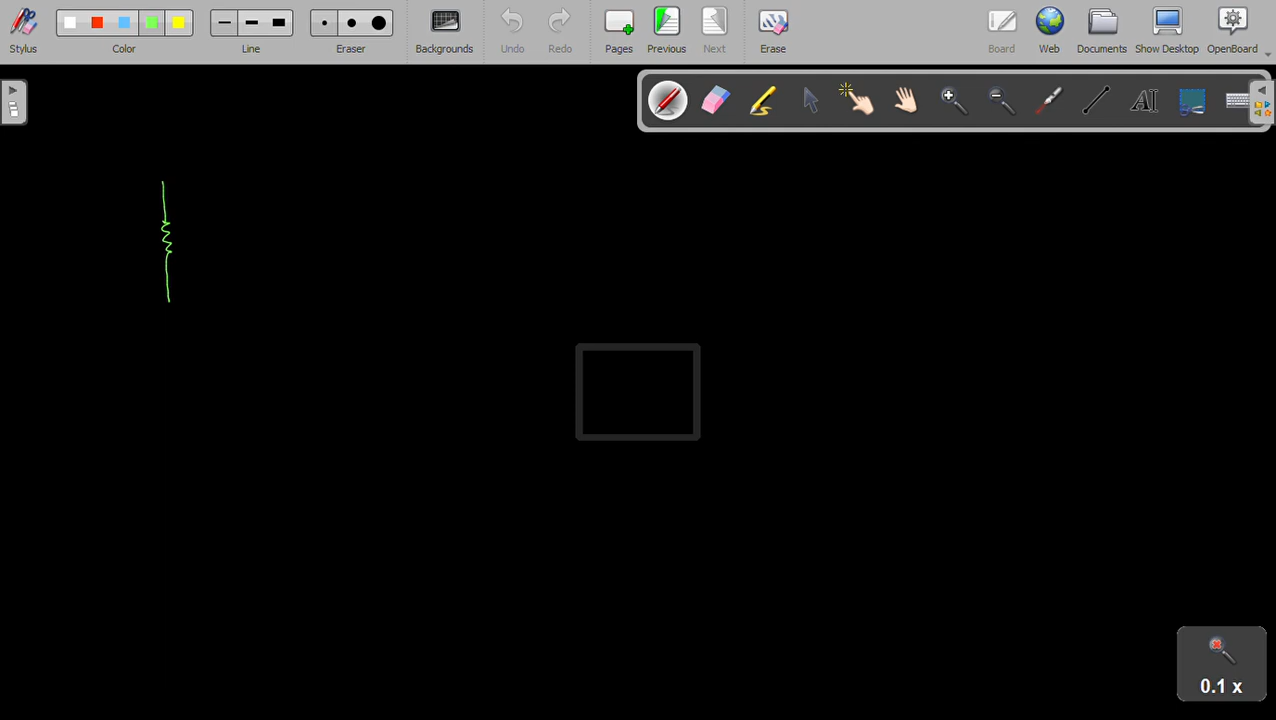 Stylus Color Line Eraser Backgrounds Undo Redo Pages Previous Next Erase Board Web Documents Show Desktop OpenBoard
AI
0.1 x